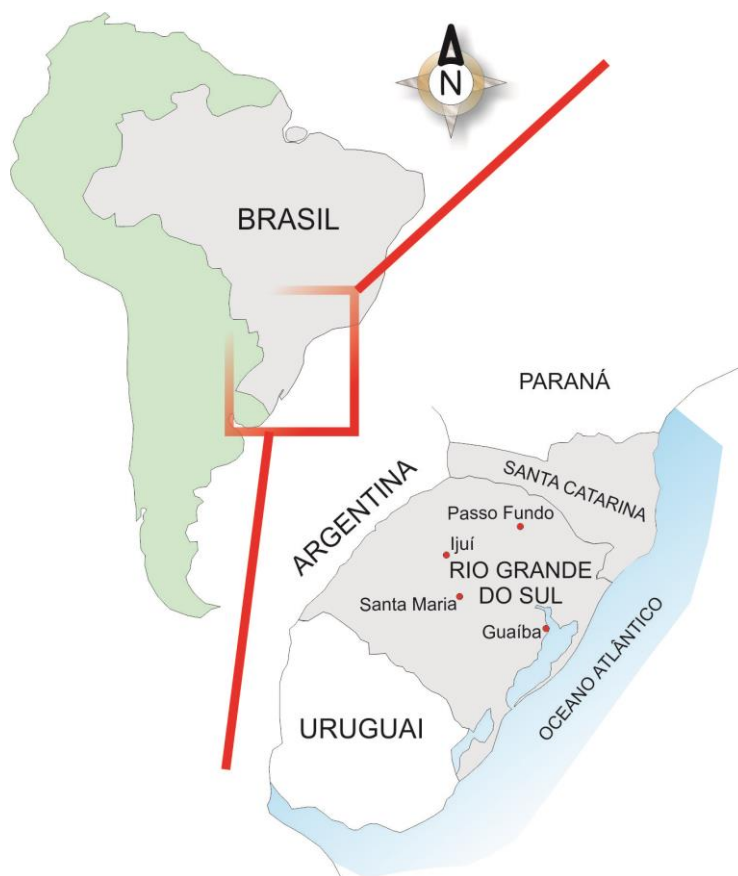 N
BRASIL
PARANÁ
SANTA CATARINA
ARGENTINA
Passo Fundo
Ijuí
RIO GRANDE
DO SUL
Santa Maria
Guaíba
OCEANO ATLÂNTICO
URUGUAI